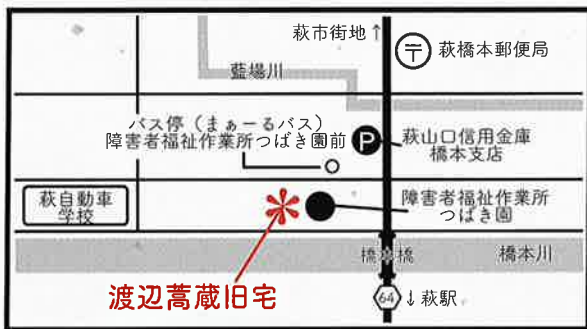 萩市街地↑
〒 萩橋本郵便局
藍場川
バス停（まぁーるバス）
障害者福祉作業所つばき園前
P
萩山口信用金庫
橋本支店
萩自動車
学校
障害者福祉作業所
つばき園
橋本橋
橋本川
渡辺蒿蔵旧宅
64
↓萩駅